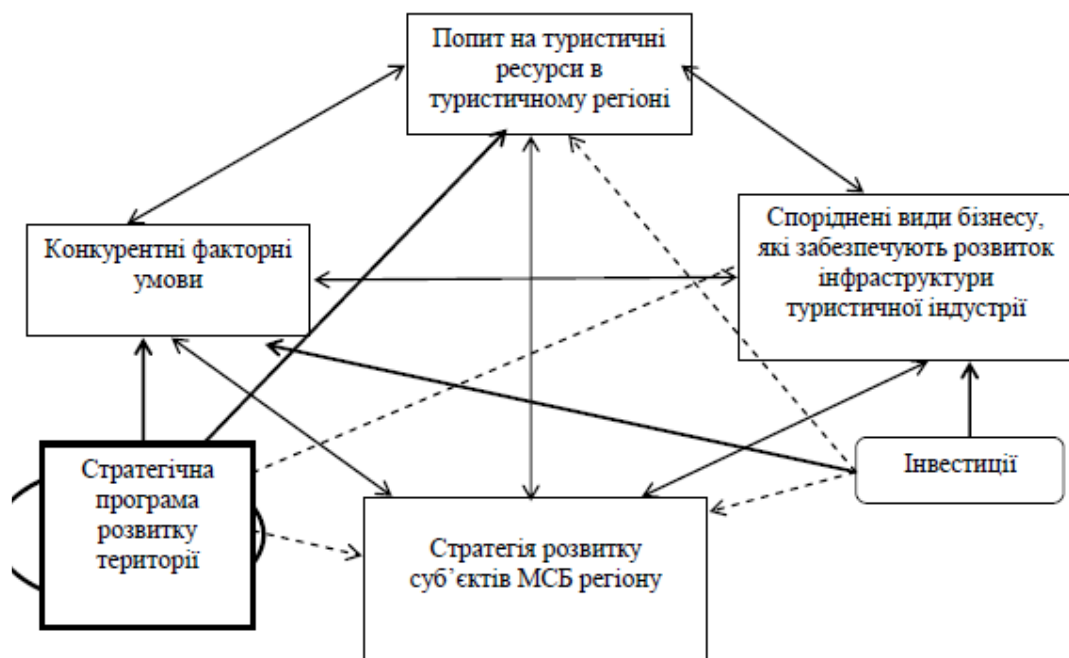 Попит на туристичні
ресурси в
туристичному регіоні
Конкурентні факторні
умови
Споріднені види бізнесу,
які забезпечують розвиток
інфраструктури
туристичної індустрії
Стратегічна
програма
розвитку
території
Інвестиції
Стратегія розвитку
суб’єктів МСБ регіону